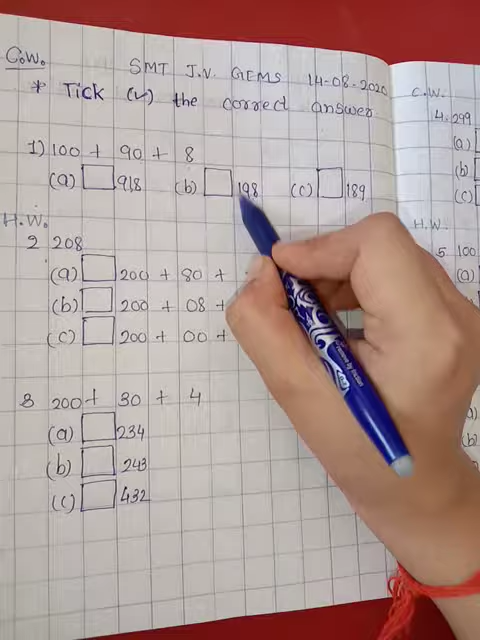 C.W.
SMT J.V. GEMS 14-08-2020
* Tick (✓) the correct answer
1) 100 + 90 + 8
(a) 918 (b) 198 (c) 189
H.W.
2 208
(a) 200 + 80 +
(b) 200 + 08 +
(c) 200 + 00 +
3 200 + 30 + 4
(a) 234
(b) 243
(c) 432
C.W.
4. 299
(a)
(b)
(c)
H.W.
5. 100
(a)